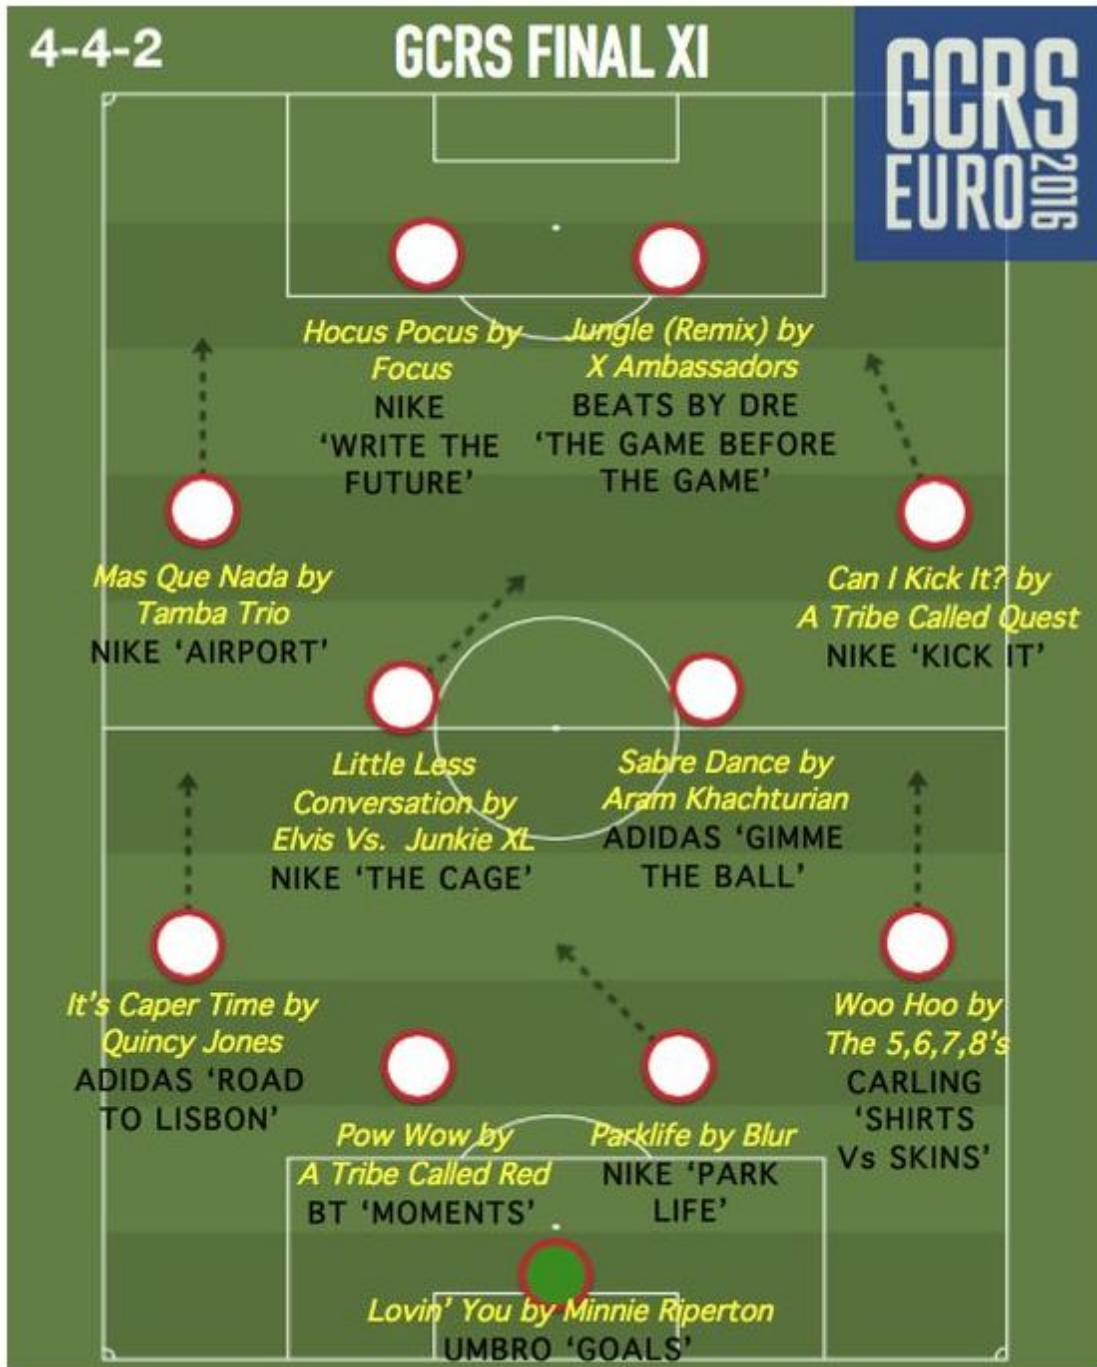 4-4-2
GCRS FINAL XI
GCRS
EURO
2016
Hocus Pocus by
Focus
NIKE
‘WRITE THE
FUTURE’
Jungle (Remix) by
X Ambassadors
BEATS BY DRE
‘THE GAME BEFORE
THE GAME’
Mas Que Nada by
Tamba Trio
NIKE ‘AIRPORT’
Can I Kick It? by
A Tribe Called Quest
NIKE ‘KICK IT’
Little Less
Conversation by
Elvis Vs. Junkie XL
NIKE ‘THE CAGE’
Sabre Dance by
Aram Khachturian
ADIDAS ‘GIMME
THE BALL’
It’s Caper Time by
Quincy Jones
ADIDAS ‘ROAD
TO LISBON’
Woo Hoo by
The 5,6,7,8’s
CARLING
‘SHIRTS
Vs SKINS’
Pow Wow by
A Tribe Called Red
BT ‘MOMENTS’
Parklife by Blur
NIKE ‘PARK
LIFE’
Lovin’ You by Minnie Riperton
UMBRO ‘GOALS’